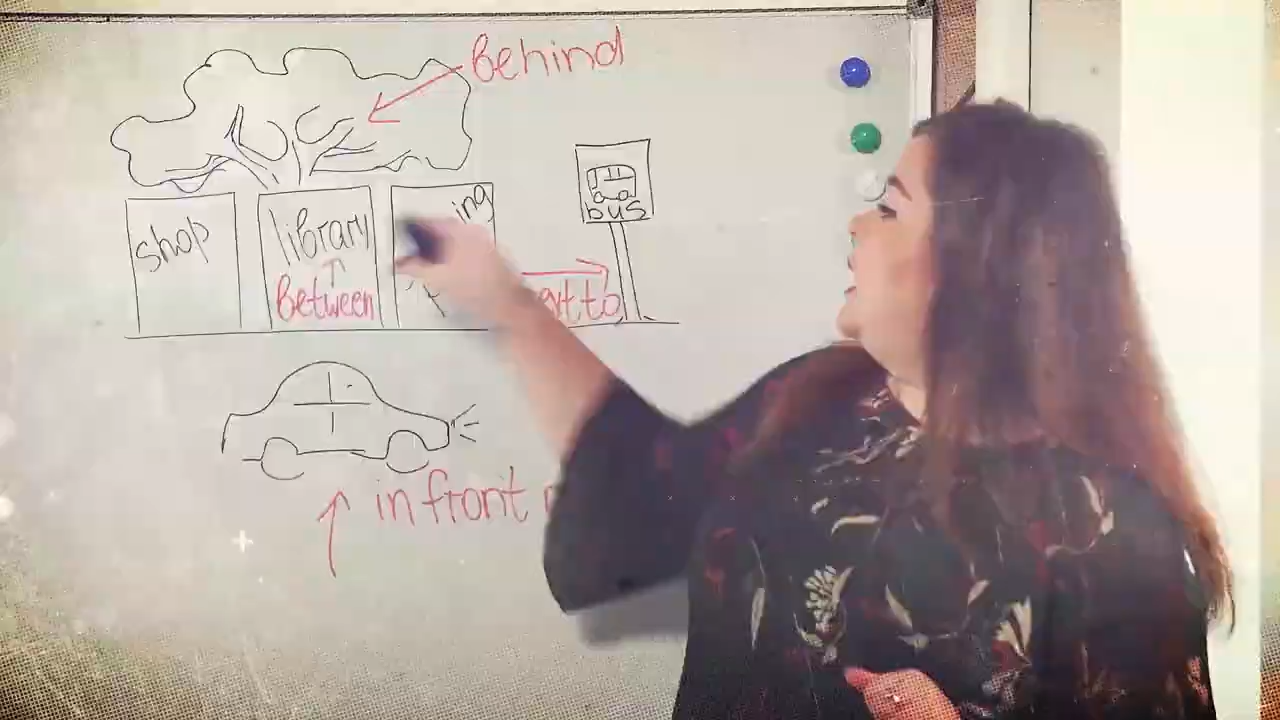 Behind
shop
library
Between
bus
in front